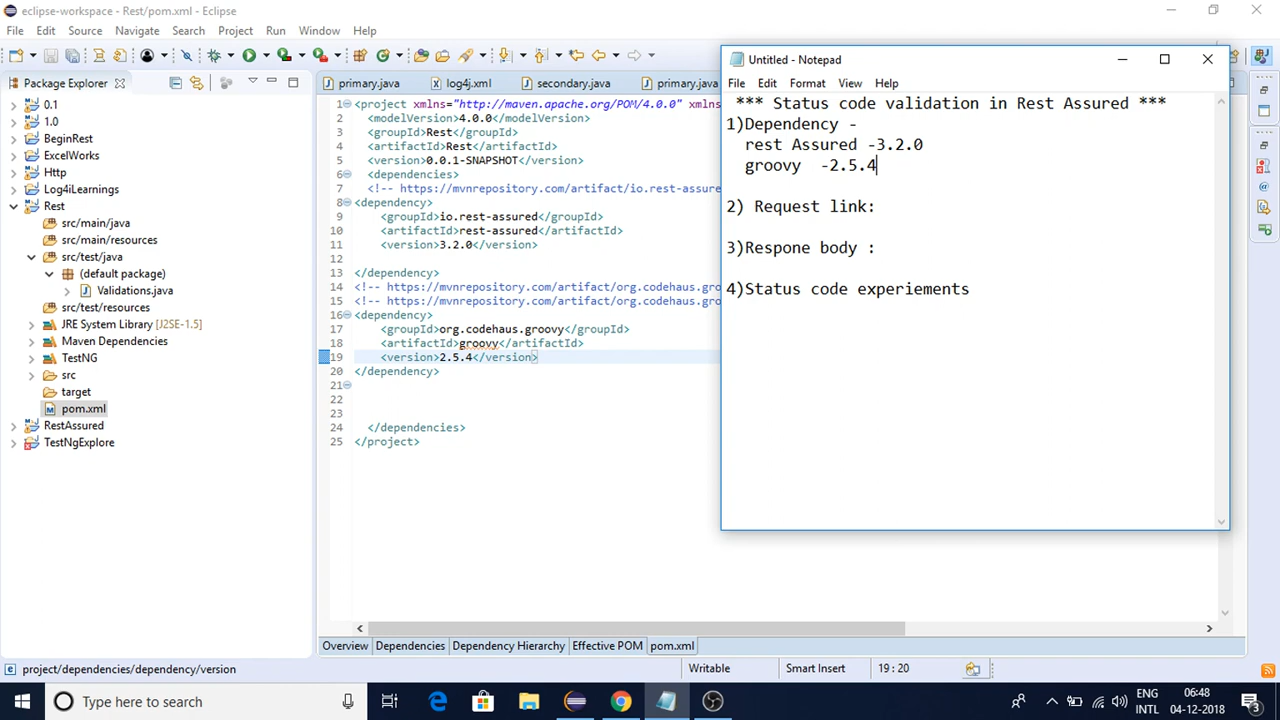 eclipse-workspace - Rest/pom.xml - Eclipse
File Edit Source Navigate Search Project Run Window Help
Package Explorer
primary.java
log4j.xml
secondary.java
primary.java
0.1
1.0
BeginRest
ExcelWorks
Http
Log4iLearnings
Rest
src/main/java
src/main/resources
src/test/java
(default package)
Validations.java
src/test/resources
JRE System Library [J2SE-1.5]
Maven Dependencies
TestNG
src
target
pom.xml
RestAssured
TestNgExplore
1 <project xmlns="http://maven.apache.org/POM/4.0.0" xmlns
2 <modelVersion>4.0.0</modelVersion>
3 <groupId>Rest</groupId>
4 <artifactId>Rest</artifactId>
5 <version>0.0.1-SNAPSHOT</version>
6 <dependencies>
7 <!-- https://mvnrepository.com/artifact/io.rest-assure
8 <dependency>
9 <groupId>io.rest-assured</groupId>
10 <artifactId>rest-assured</artifactId>
11 <version>3.2.0</version>
12
13 </dependency>
14 <!-- https://mvnrepository.com/artifact/org.codehaus.gro
15 <!-- https://mvnrepository.com/artifact/org.codehaus.gro
16 <dependency>
17 <groupId>org.codehaus.groovy</groupId>
18 <artifactId>groovy</artifactId>
19 <version>2.5.4</version>
20 </dependency>
21
22
23
24 </dependencies>
25 </project>
Overview Dependencies Dependency Hierarchy Effective POM pom.xml
project/dependencies/dependency/version
Writable
Smart Insert
19 : 20
Untitled - Notepad
File Edit Format View Help
*** Status code validation in Rest Assured ***
1)Dependency -
rest Assured -3.2.0
groovy -2.5.4
2) Request link:
3)Respone body :
4)Status code experiements
Type here to search
ENG
INTL
06:48
04-12-2018
3